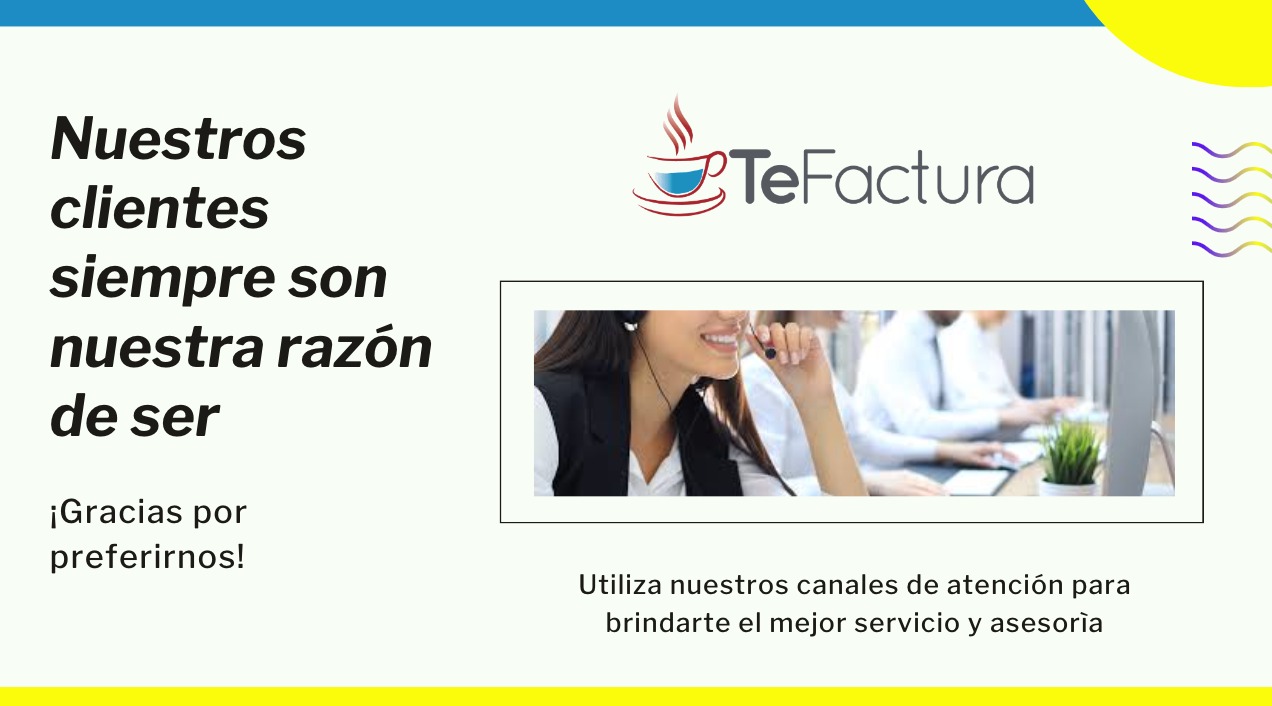 Nuestros
clientes
siempre son
nuestra razón
de ser
¡Gracias por
preferirnos!
TeFactura
Utiliza nuestros canales de atención para
brindarte el mejor servicio y asesorìa